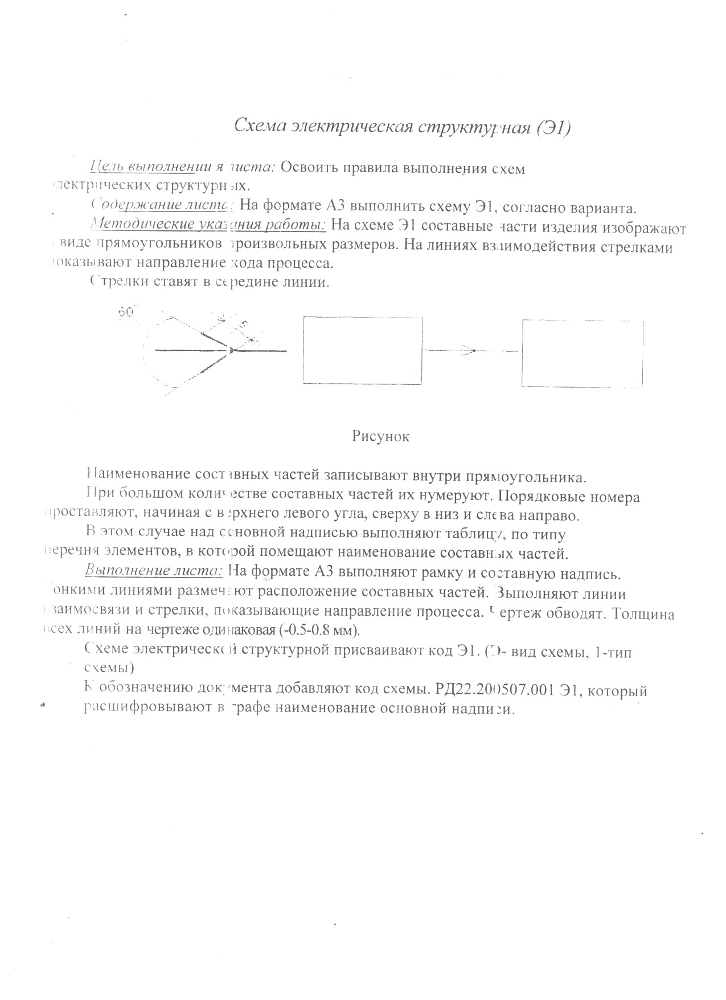 Схема электрическая структурная (Э1)
Цель выполнении я листа: Освоить правила выполнения схем
электрических структурных.
Содержание листа: На формате А3 выполнить схему Э1, согласно варианта.
Методические указания работы: На схеме Э1 составные части изделия изображают
в виде прямоугольников произвольных размеров. На линиях взаимодействия стрелками
показывают направление хода процесса.
Стрелки ставят в середине линии.
60°
5
Рисунок
Наименование составных частей записывают внутри прямоугольника.
При большом количестве составных частей их нумеруют. Порядковые номера
проставляют, начиная с верхнего левого угла, сверху в низ и слева направо.
В этом случае над основной надписью выполняют таблицу, по типу
перечня элементов, в которой помещают наименование составных частей.
Выполнение листа: На формате А3 выполняют рамку и составную надпись.
Тонкими линиями размечают расположение составных частей. Выполняют линии
взаимосвязи и стрелки, показывающие направление процесса. Чертеж обводят. Толщина
всех линий на чертеже одинаковая (-0.5-0.8 мм).
Схеме электрической структурной присваивают код Э1. (Э- вид схемы, 1-тип
схемы)
К обозначению документа добавляют код схемы. РД22.200507.001 Э1, который
расшифровывают в графе наименование основной надписи.